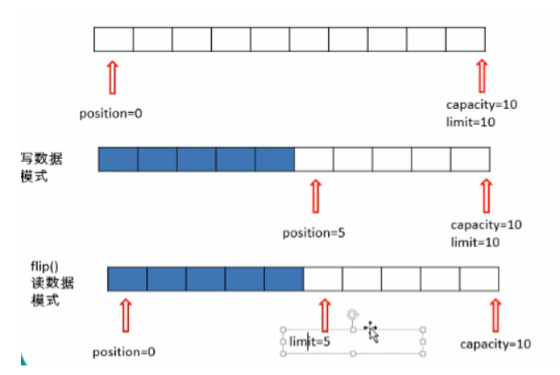 position=0
capacity=10
limit=10
写数据
模式
position=5
capacity=10
limit=10
flip()
读数据
模式
position=0
limit=5
capacity=10